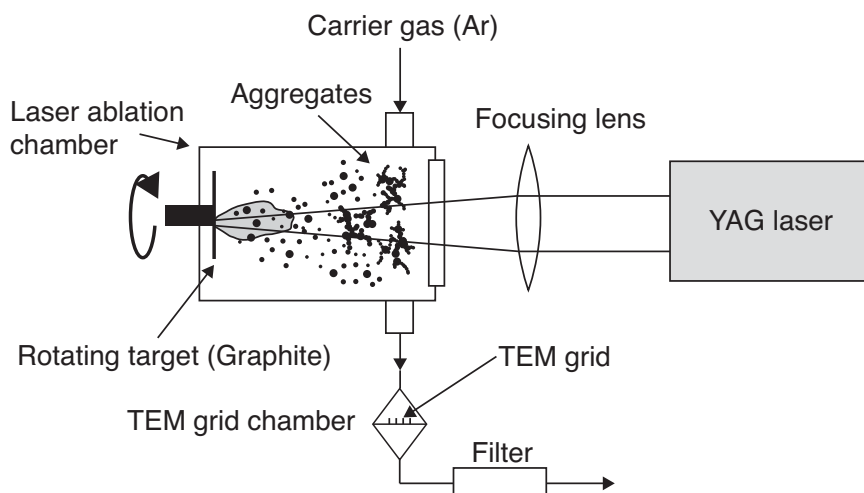 Carrier gas (Ar)
Laser ablation
chamber
Aggregates
Focusing lens
YAG laser
Rotating target (Graphite)
TEM grid
TEM grid chamber
Filter